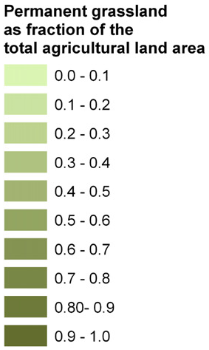 Permanent grassland
as fraction of the
total agricultural land area
0.0 - 0.1
0.1 - 0.2
0.2 - 0.3
0.3 - 0.4
0.4 - 0.5
0.5 - 0.6
0.6 - 0.7
0.7 - 0.8
0.80- 0.9
0.9 - 1.0